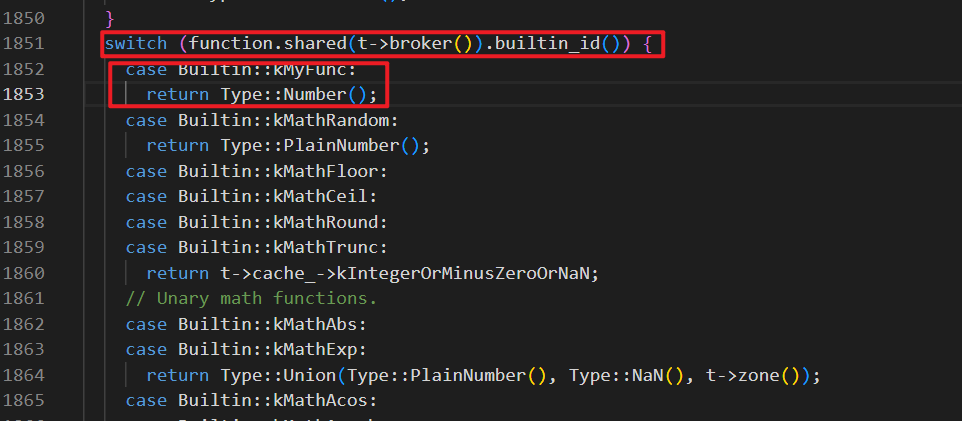 1850 }
1851 switch (function.shared(t->broker()).builtin_id()) {
1852 case Builtin::kMyFunc:
1853 return Type::Number();
1854 case Builtin::kMathRandom:
1855 return Type::PlainNumber();
1856 case Builtin::kMathFloor:
1857 case Builtin::kMathCeil:
1858 case Builtin::kMathRound:
1859 case Builtin::kMathTrunc:
1860 return t->cache_->kIntegerOrMinusZeroOrNaN;
1861 // Unary math functions.
1862 case Builtin::kMathAbs:
1863 case Builtin::kMathExp:
1864 return Type::Union(Type::PlainNumber(), Type::NaN(), t->zone());
1865 case Builtin::kMathAcos: